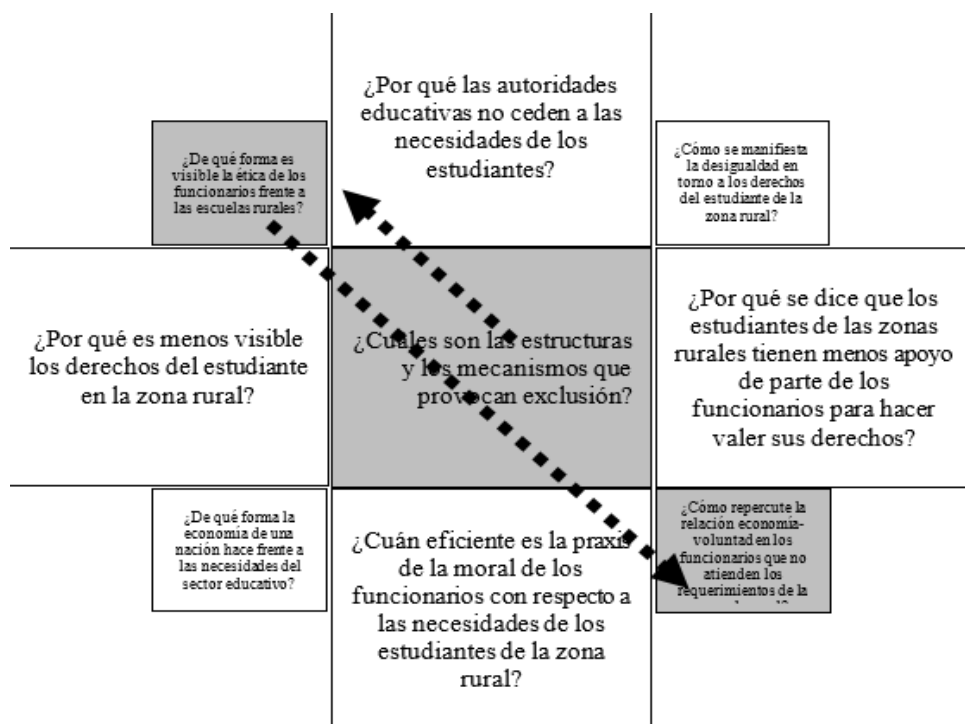 ¿Por qué las autoridades
educativas no ceden a las
necesidades de los
estudiantes?
¿De qué forma es
visible la ética de los
funcionarios frente a
las escuelas rurales?
¿Cómo se manifiesta
la desigualdad en
torno a los derechos
del estudiante de la
zona rural?
¿Por qué es menos visible
los derechos del estudiante
en la zona rural?
¿Cuáles son las estructuras
y los mecanismos que
provocan exclusión?
¿Por qué se dice que los
estudiantes de las zonas
rurales tienen menos apoyo
de parte de los
funcionarios para hacer
valer sus derechos?
¿De qué forma la
economía de una
nación hace frente a
las necesidades del
sector educativo?
¿Cuán eficiente es la praxis
de la moral de los
funcionarios con respecto a
las necesidades de los
estudiantes de la zona
rural?
¿Cómo repercute la
relación economía-
voluntad en los
funcionarios que no
atienden los
requerimientos de la